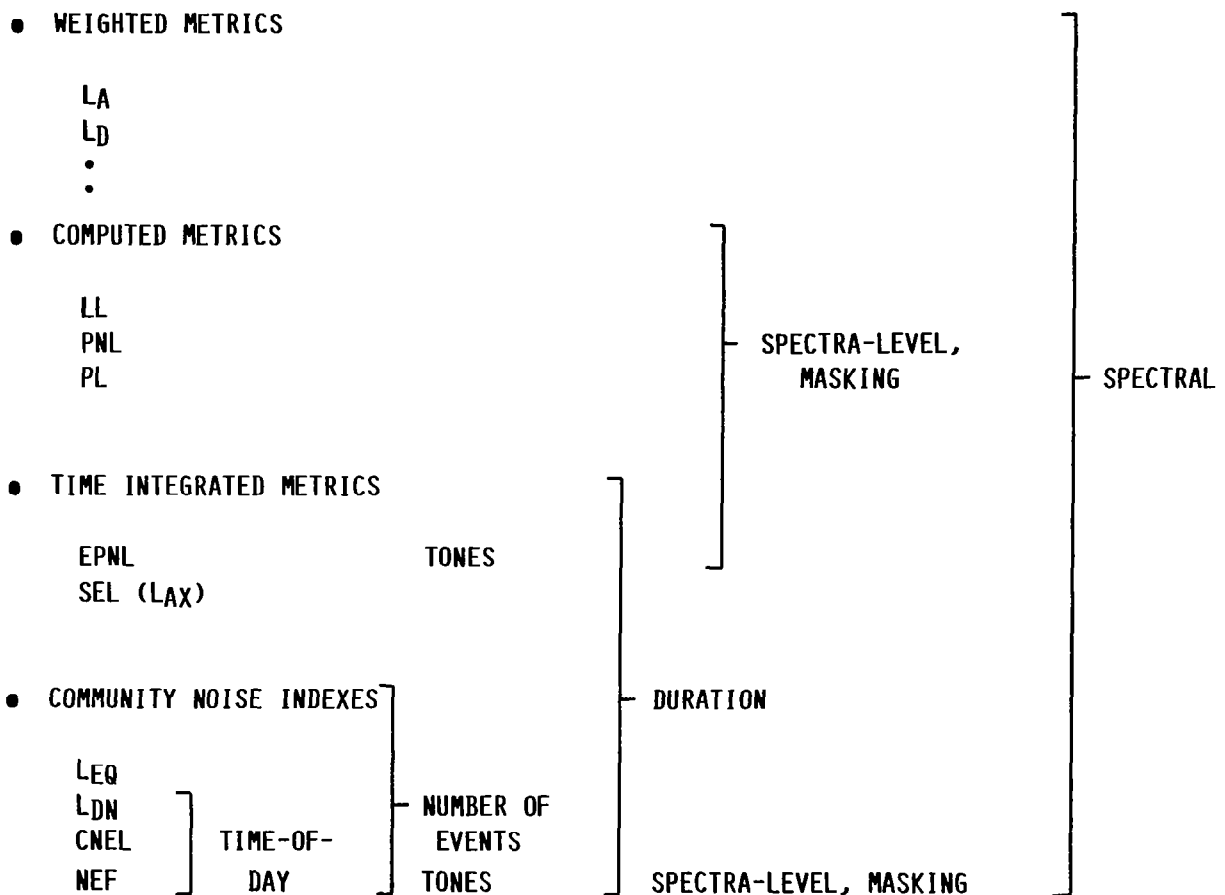 • WEIGHTED METRICS
LA
LD
•
•
• COMPUTED METRICS
LL
PNL
PL
SPECTRA-LEVEL,
MASKING
SPECTRAL
• TIME INTEGRATED METRICS
EPNL TONES
SEL (LAX)
• COMMUNITY NOISE INDEXES
DURATION
LEQ
LDN
CNEL
NEF
TIME-OF-
DAY
NUMBER OF
EVENTS
TONES
SPECTRA-LEVEL, MASKING